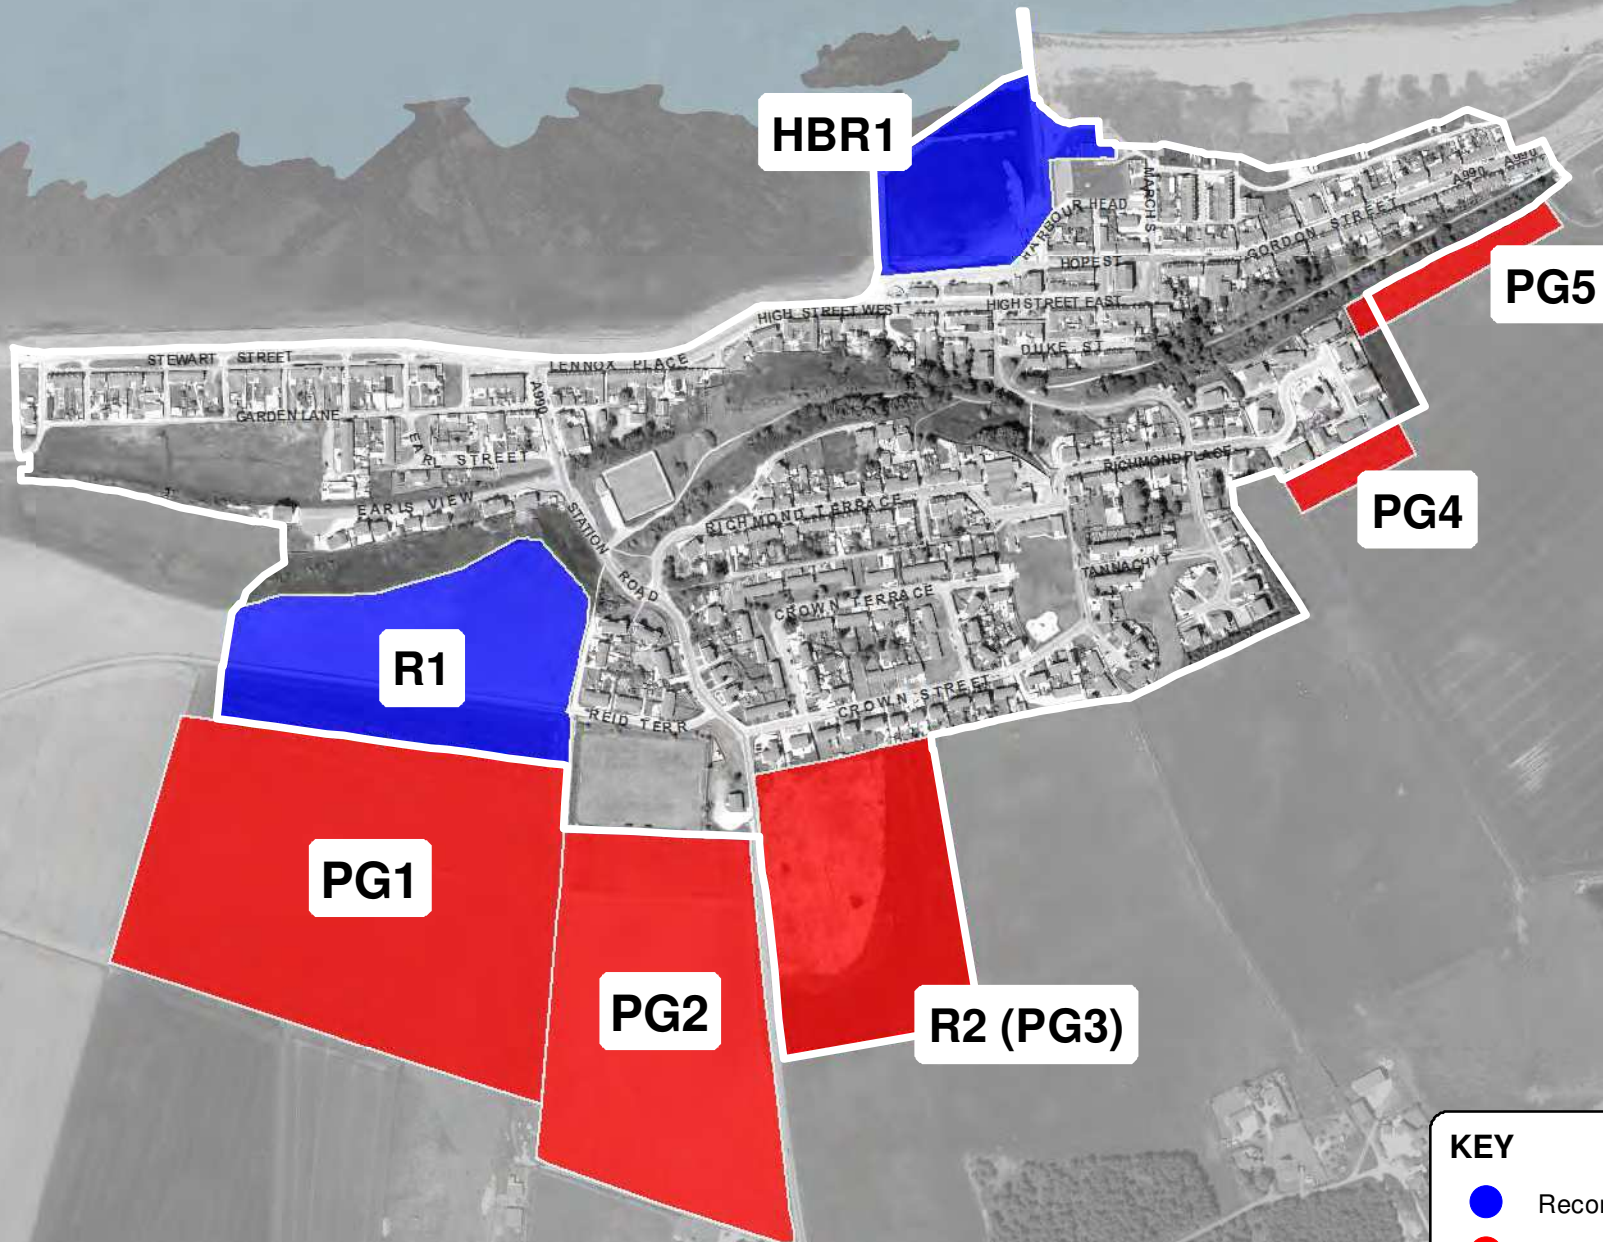 HBR1
MARCH S
A990
A990
HARBOUR HEAD
GORDON STREET
HOPE ST
PG5
HIGH STREET WEST
HIGH STREET EAST
DUKE ST
STEWART STREET
LENNOX PLACE
A990
GARDEN LANE
EARL STREET
RICHMOND PLACE
EARLS VIEW
RICHMOND TERRACE
PG4
STATION ROAD
TANNACHY T
CROWN TERRACE
R1
CROWN STREET
REID TERR
PG1
PG2
R2 (PG3)
KEY